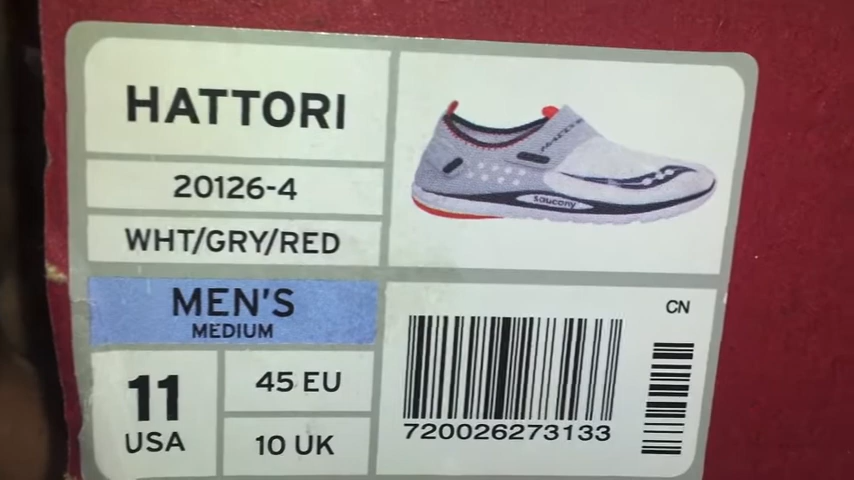 HATTORI
20126-4
WHT/GRY/RED
saucony
MEN'S
MEDIUM
11
USA
45 EU
10 UK
CN
720026273133